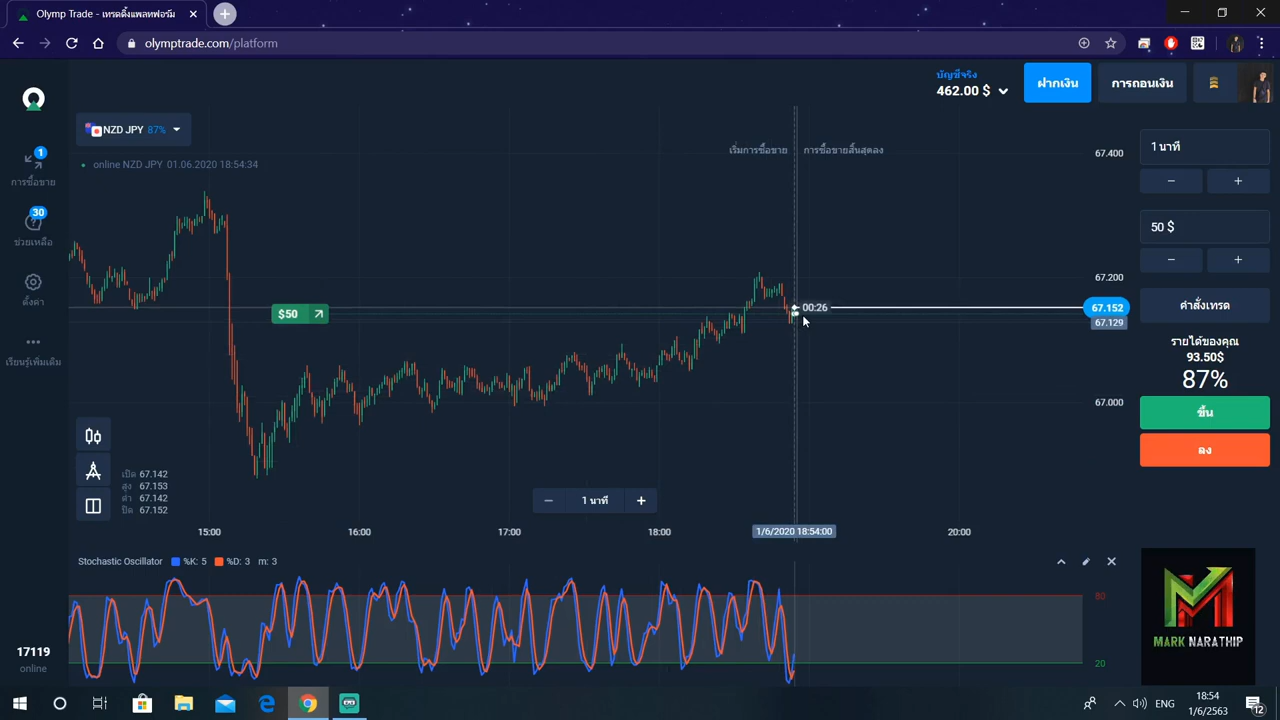 Olymp Trade - เทรดดิ้งแพลทฟอร์ม
olymptrade.com/platform
บัญชีจริง
462.00 $
ฝากเงิน
การถอนเงิน
NZD JPY 87%
online NZD JPY 01.06.2020 18:54:34
1
การซื้อขาย
30
ช่วยเหลือ
ตั้งค่า
เรียนรู้เพิ่มเติม
เริ่มการซื้อขาย
การซื้อขายสิ้นสุดลง
67.400
67.200
67.152
67.129
67.000
$50
00:26
1 นาที
50 $
คำสั่งเทรด
รายได้ของคุณ
93.50$
87%
ขึ้น
ลง
เปิด 67.142
สูง 67.153
ต่ำ 67.142
ปิด 67.152
1 นาที
15:00
16:00
17:00
18:00
1/6/2020 18:54:00
20:00
Stochastic Oscillator %K: 5 %D: 3 m: 3
80
20
MARK NARATHIP
17119
online
ENG
18:54
1/6/2563
12